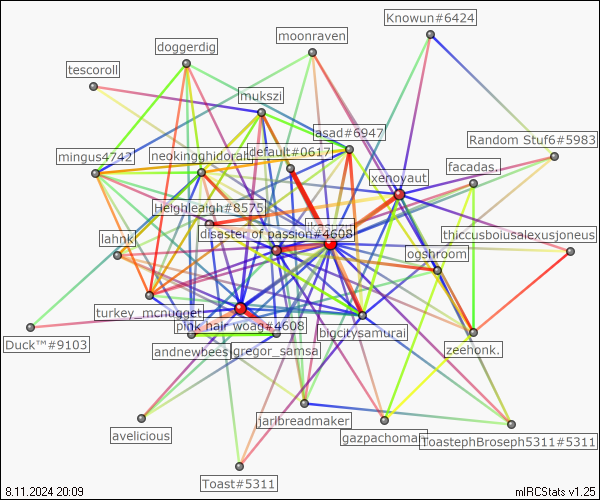 Knowun#6424
moonraven
doggerdig
tescoroll
mukszi
asad#6947
Random Stuf6#5983
default#0617
mingus4742
neokingghidorah
facadas.
xenoyaut
Heighleaigh#8575
disaster of passion#4608
thiccusboiusalexusjoneus
lahnk
ogshroom
turkey_mcnugget
pink hair woag#4608
bigcitysamurai
Duck™#9103
andnewbees
gregor_samsa
zeehonk.
jarlbreadmaker
avelicious
gazpachoman
ToastephBroseph5311#5311
Toast#5311
8.11.2024 20:09
mIRCStats v1.25